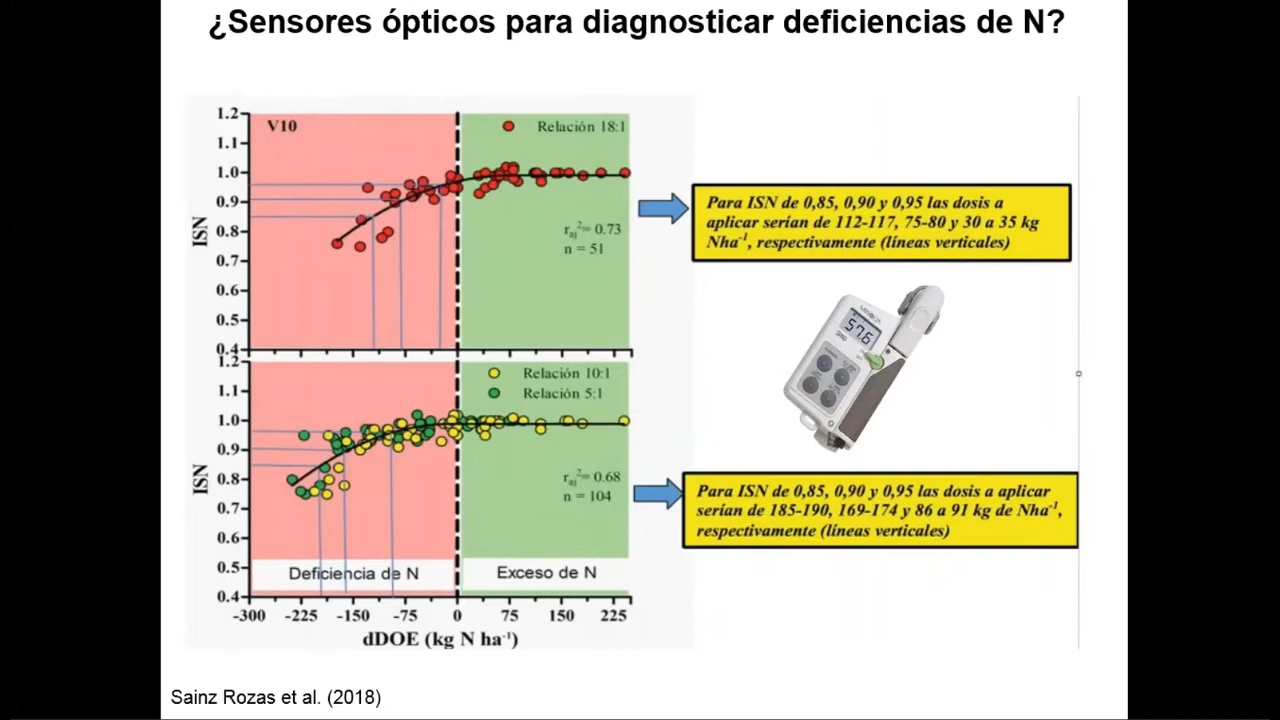 ¿Sensores ópticos para diagnosticar deficiencias de N?
1.2
V10
Relación 18:1
1.1
1.0
0.9
ISN
0.8
0.7
0.6
0.5
0.4
raj²= 0.73
n = 51
Para ISN de 0,85, 0,90 y 0,95 las dosis a
aplicar serían de 112-117, 75-80 y 30 a 35 kg
Nha-1, respectivamente (líneas verticales)
MINOLTA
57.6
SPAD
1.2
Relación 10:1
1.1
Relación 5:1
1.0
0.9
ISN
0.8
0.7
0.6
0.5
0.4
raj²= 0.68
n = 104
Para ISN de 0,85, 0,90 y 0,95 las dosis a aplicar
serían de 185-190, 169-174 y 86 a 91 kg de Nha-1,
respectivamente (líneas verticales)
Deficiencia de N
Exceso de N
-300 -225 -150 -75 0 75 150 225
dDOE (kg N ha-1)
Sainz Rozas et al. (2018)